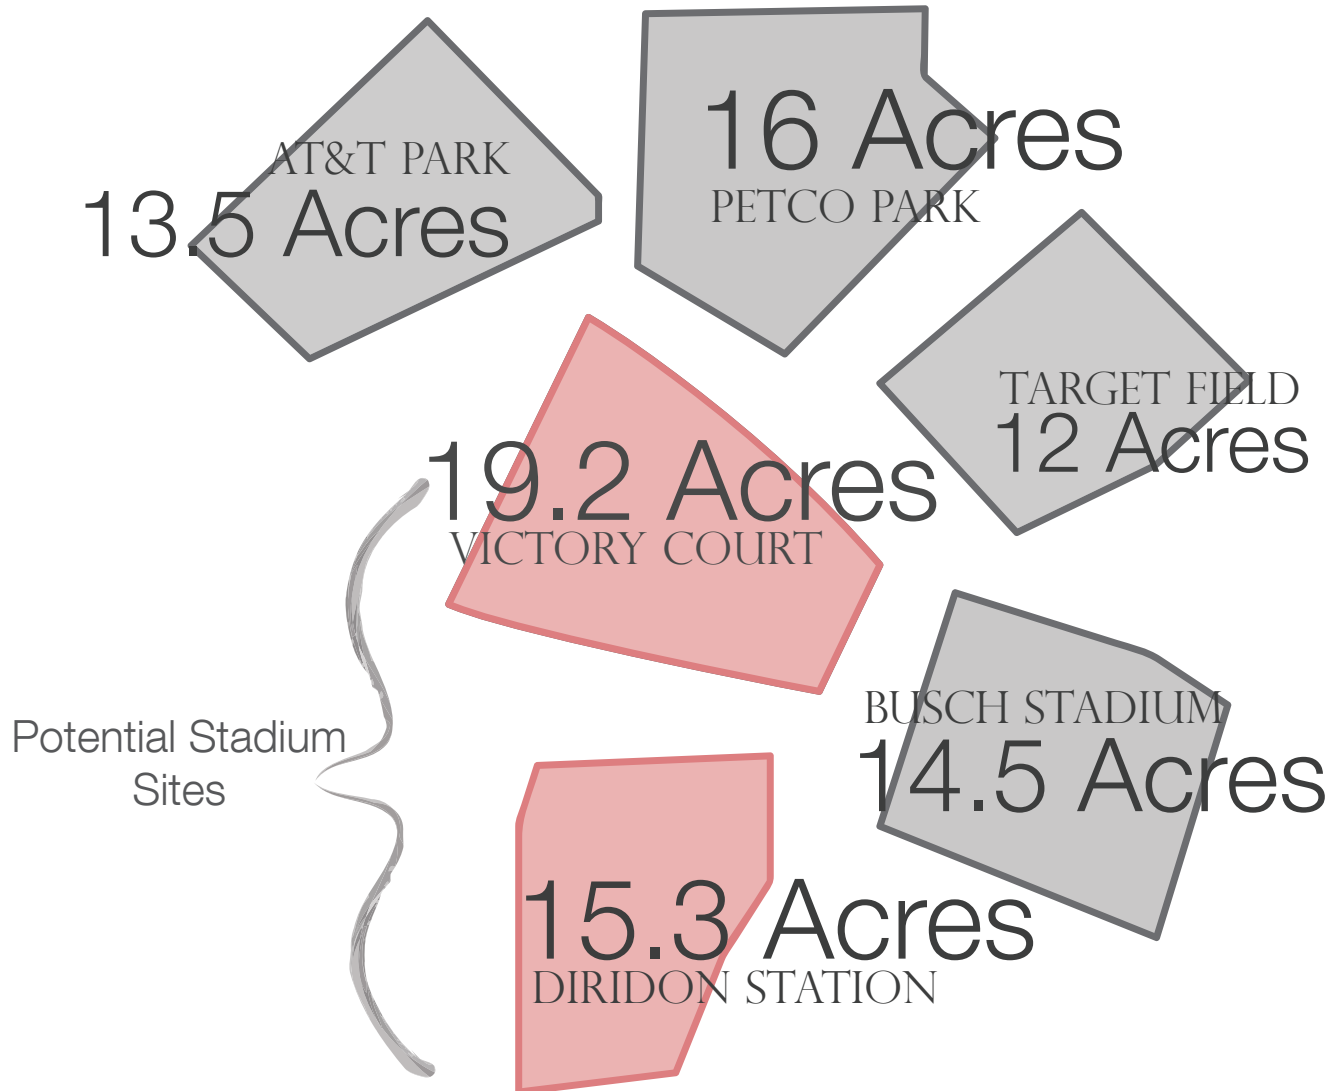 AT&T PARK
13.5 Acres
16 Acres
PETCO PARK
TARGET FIELD
12 Acres
19.2 Acres
VICTORY COURT
Potential Stadium
Sites
BUSCH STADIUM
14.5 Acres
15.3 Acres
DIRIDON STATION